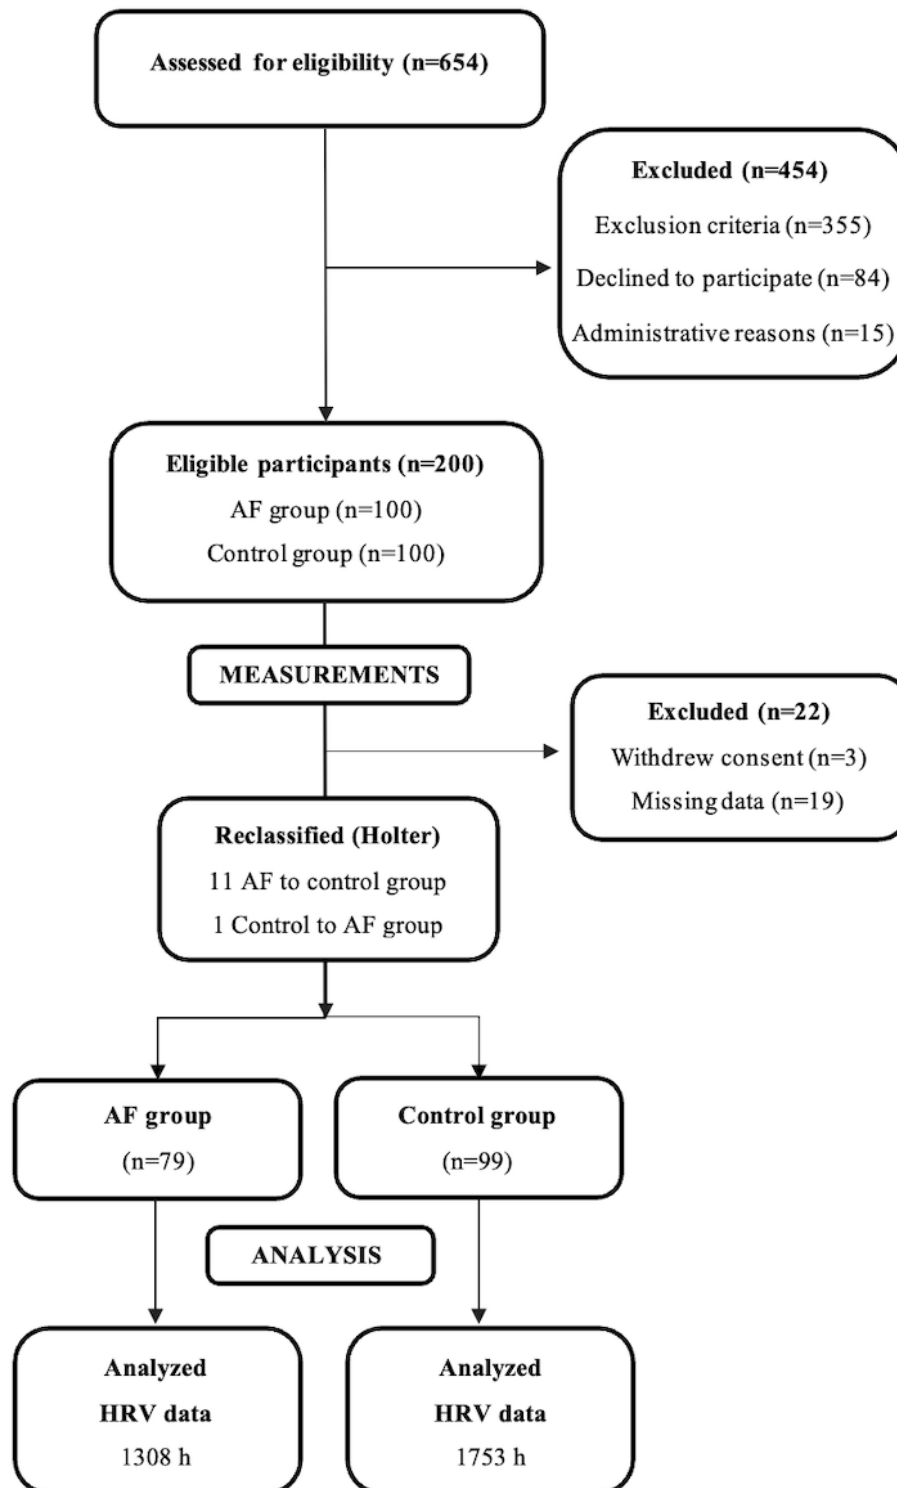 Assessed for eligibility (n=654)
Excluded (n=454)
Exclusion criteria (n=355)
Declined to participate (n=84)
Administrative reasons (n=15)
Eligible participants (n=200)
AF group (n=100)
Control group (n=100)
MEASUREMENTS
Excluded (n=22)
Withdrew consent (n=3)
Missing data (n=19)
Reclassified (Holter)
11 AF to control group
1 Control to AF group
AF group
(n=79)
Control group
(n=99)
ANALYSIS
Analyzed
HRV data
1308 h
Analyzed
HRV data
1753 h